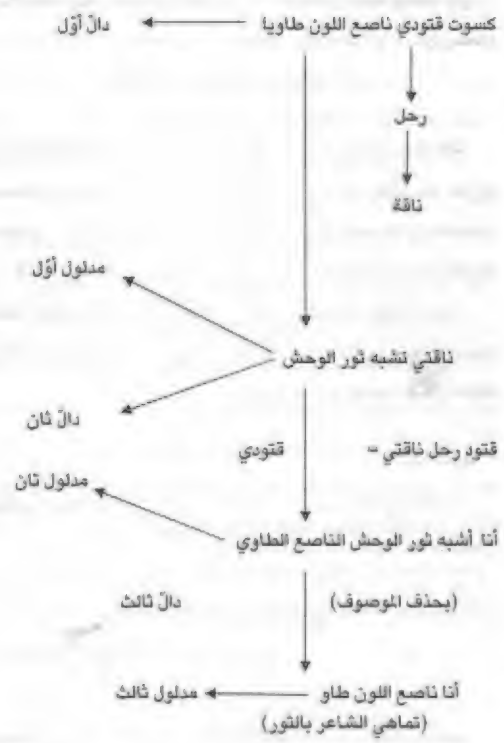 كسوت قتودي ناصع اللون طاويا دالّ أوّل
رحل
ناقة
مدلول أوّل
ناقتي تشبه ثور الوحش
دالّ ثان
قتود رحل ناقتي = قتودي
مدلول ثان
أنا أشبه ثور الوحش الناصع الطاوي
(بحذف الموصوف) دالّ ثالث
أنا ناصع اللون طاو مدلول ثالث
(تماهي الشاعر بالثور)